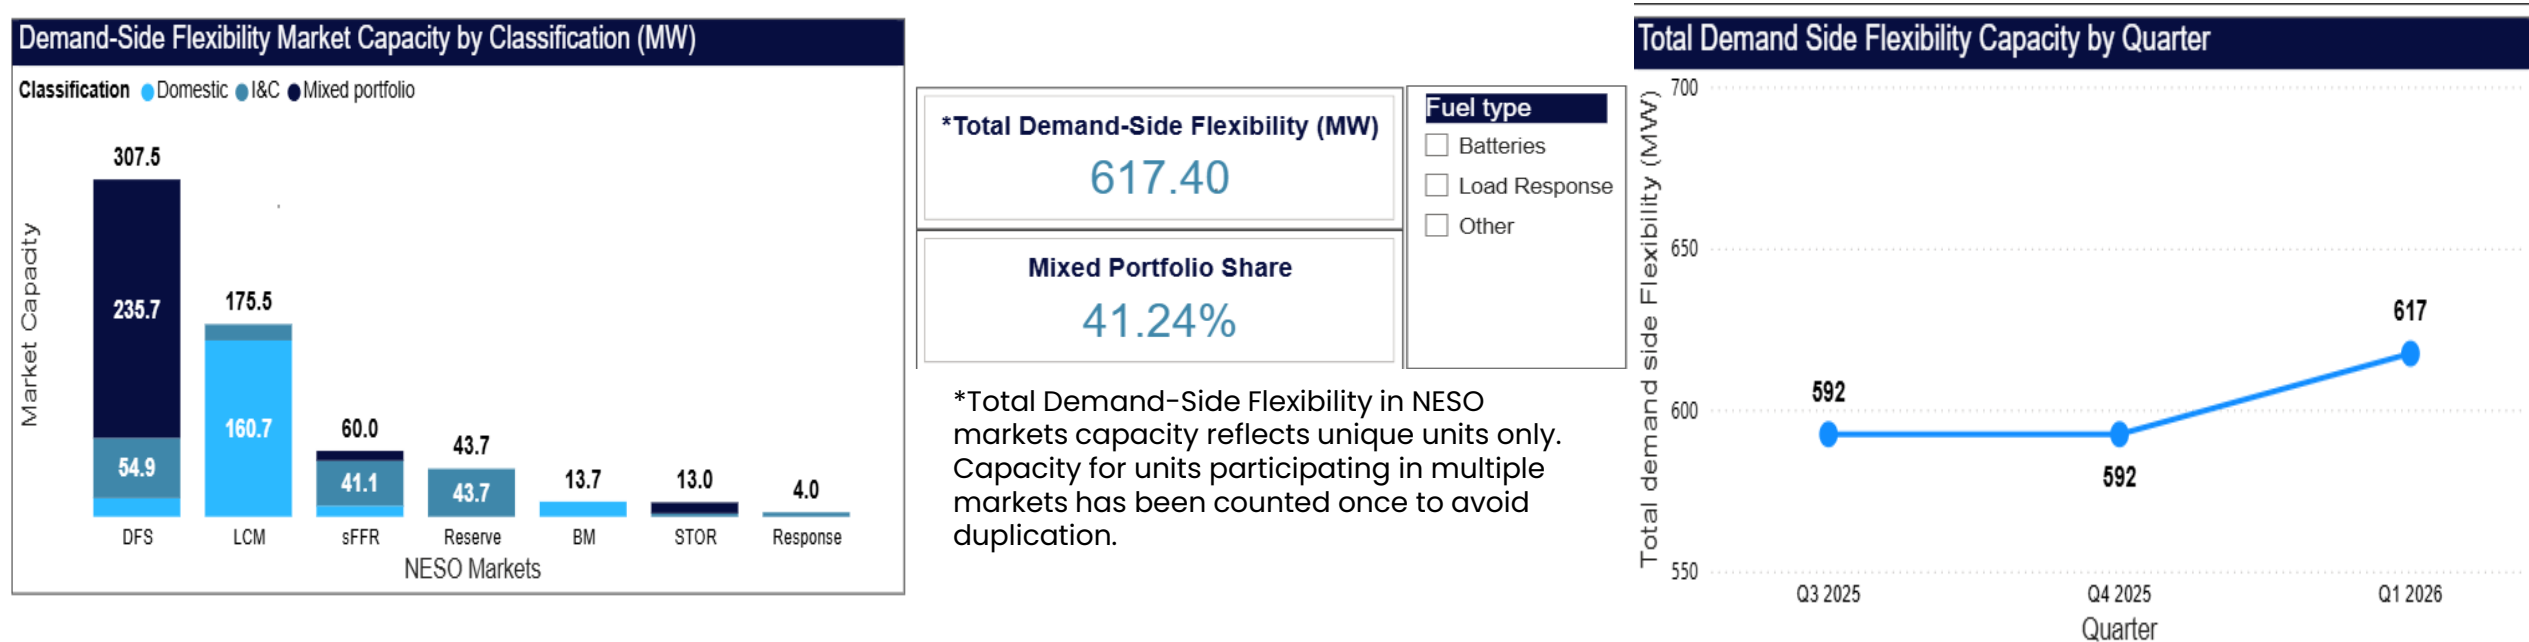 Demand-Side Flexibility Market Capacity by Classification (MW)
Classification Domestic I&C Mixed portfolio
Market Capacity
307.5
235.7
54.9
175.5
160.7
60.0
41.1
43.7
43.7
13.7
13.0
4.0
DFS LCM sFFR Reserve BM STOR Response
NESO Markets
*Total Demand-Side Flexibility (MW)
617.40
Mixed Portfolio Share
41.24%
Fuel type
Batteries
Load Response
Other
*Total Demand-Side Flexibility in NESO
markets capacity reflects unique units only.
Capacity for units participating in multiple
markets has been counted once to avoid
duplication.
Total Demand Side Flexibility Capacity by Quarter
Total demand side Flexibility (MW)
700
650
600
550
592
592
617
Q3 2025 Q4 2025 Q1 2026
Quarter